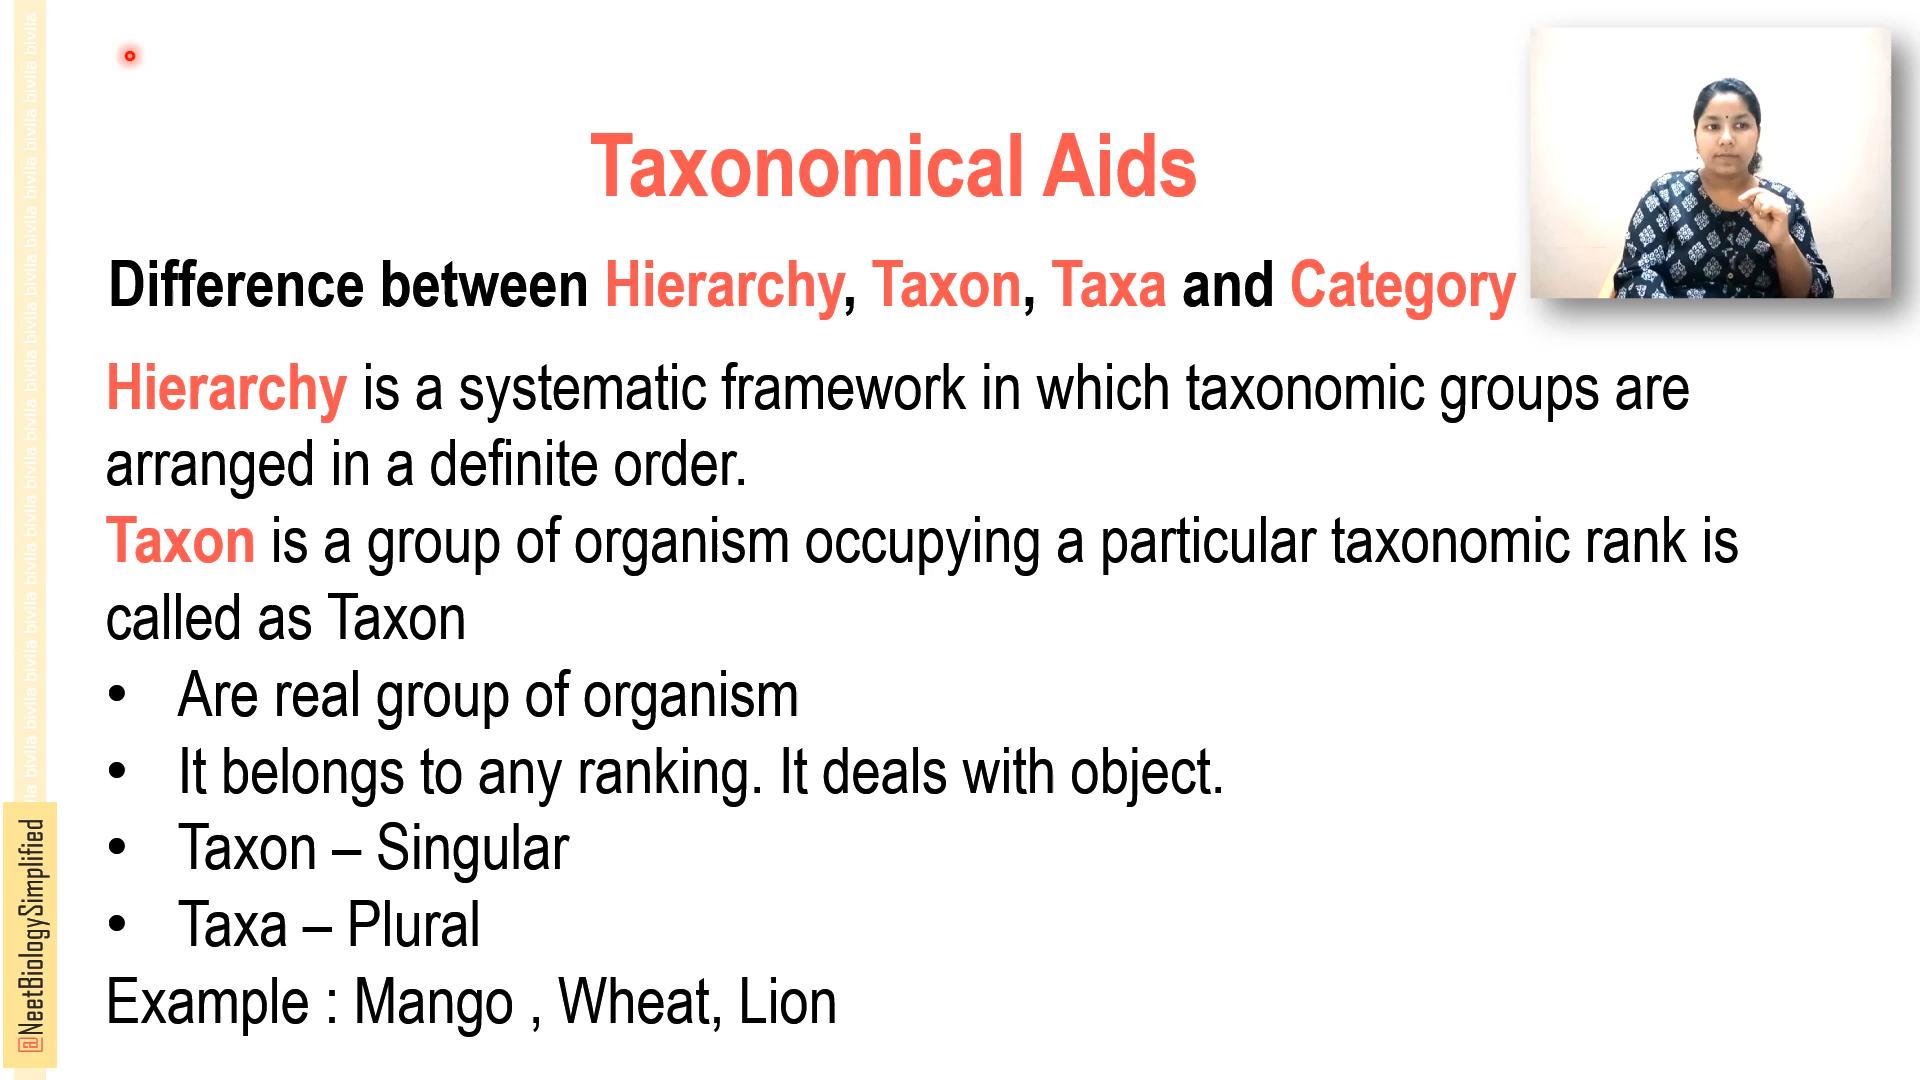 Taxonomical Aids
Difference between Hierarchy, Taxon, Taxa and Category
Hierarchy is a systematic framework in which taxonomic groups are
arranged in a definite order.
Taxon is a group of organism occupying a particular taxonomic rank is
called as Taxon
• Are real group of organism
• It belongs to any ranking. It deals with object.
• Taxon – Singular
• Taxa – Plural
Example : Mango , Wheat, Lion
@NeetBiologySimplified